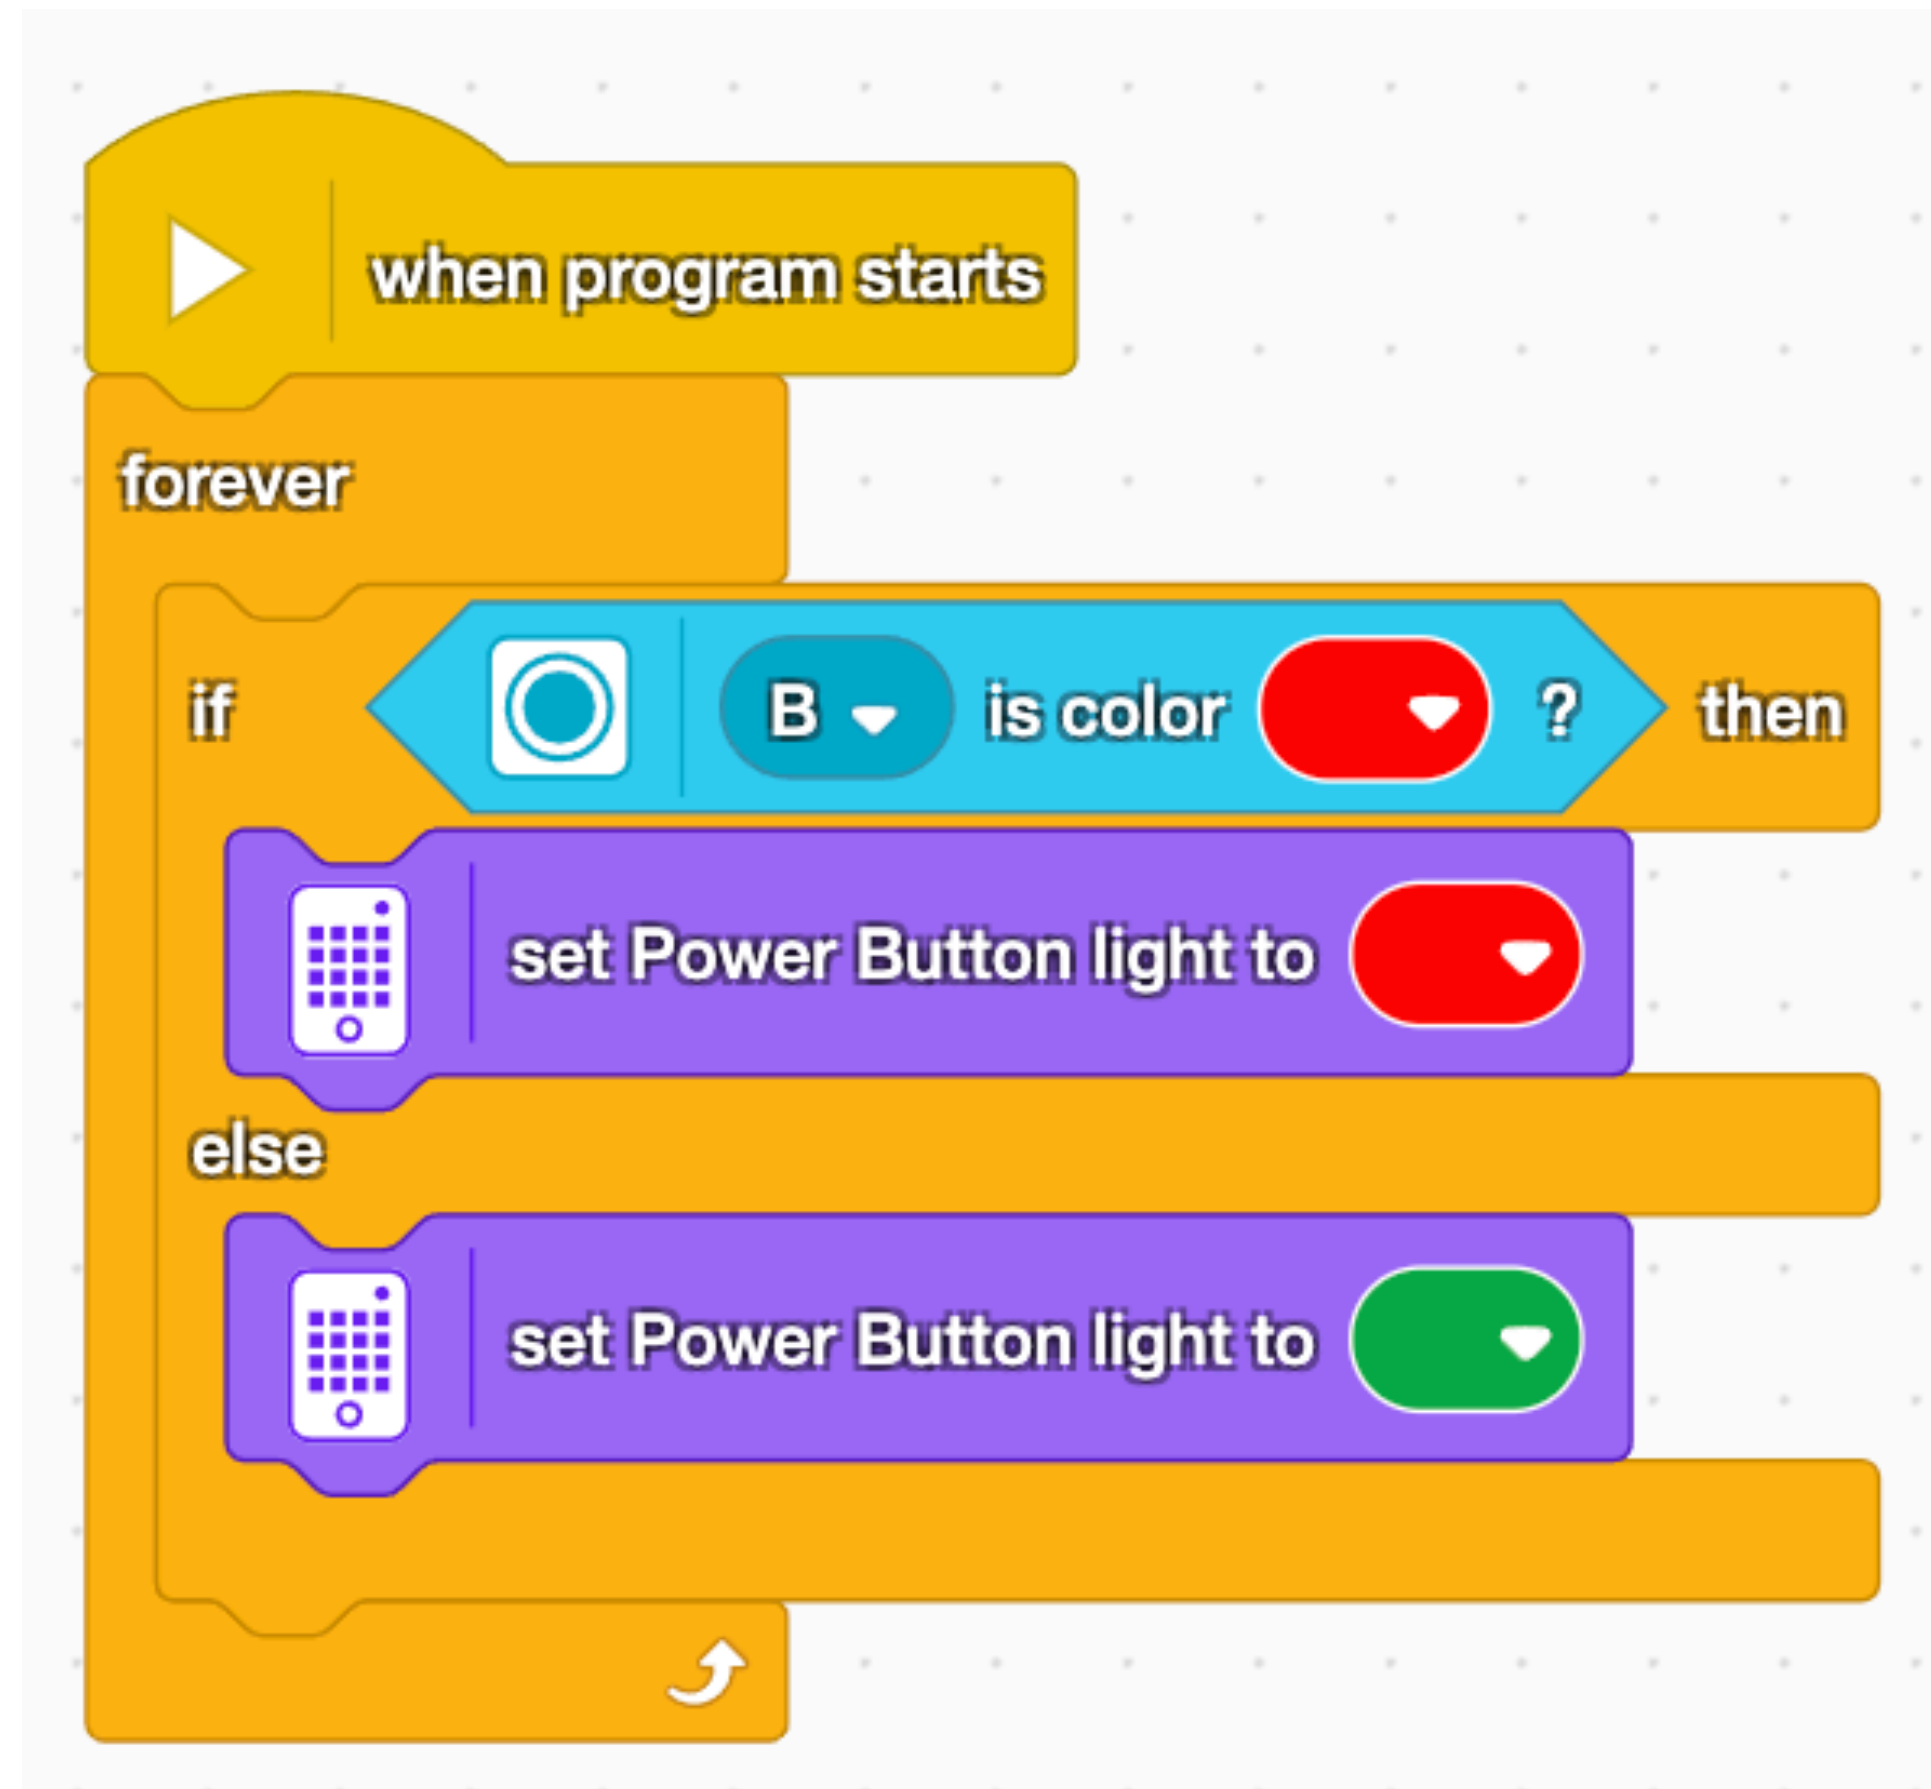 when program starts
forever
if B is color ? then
set Power Button light to
else
set Power Button light to